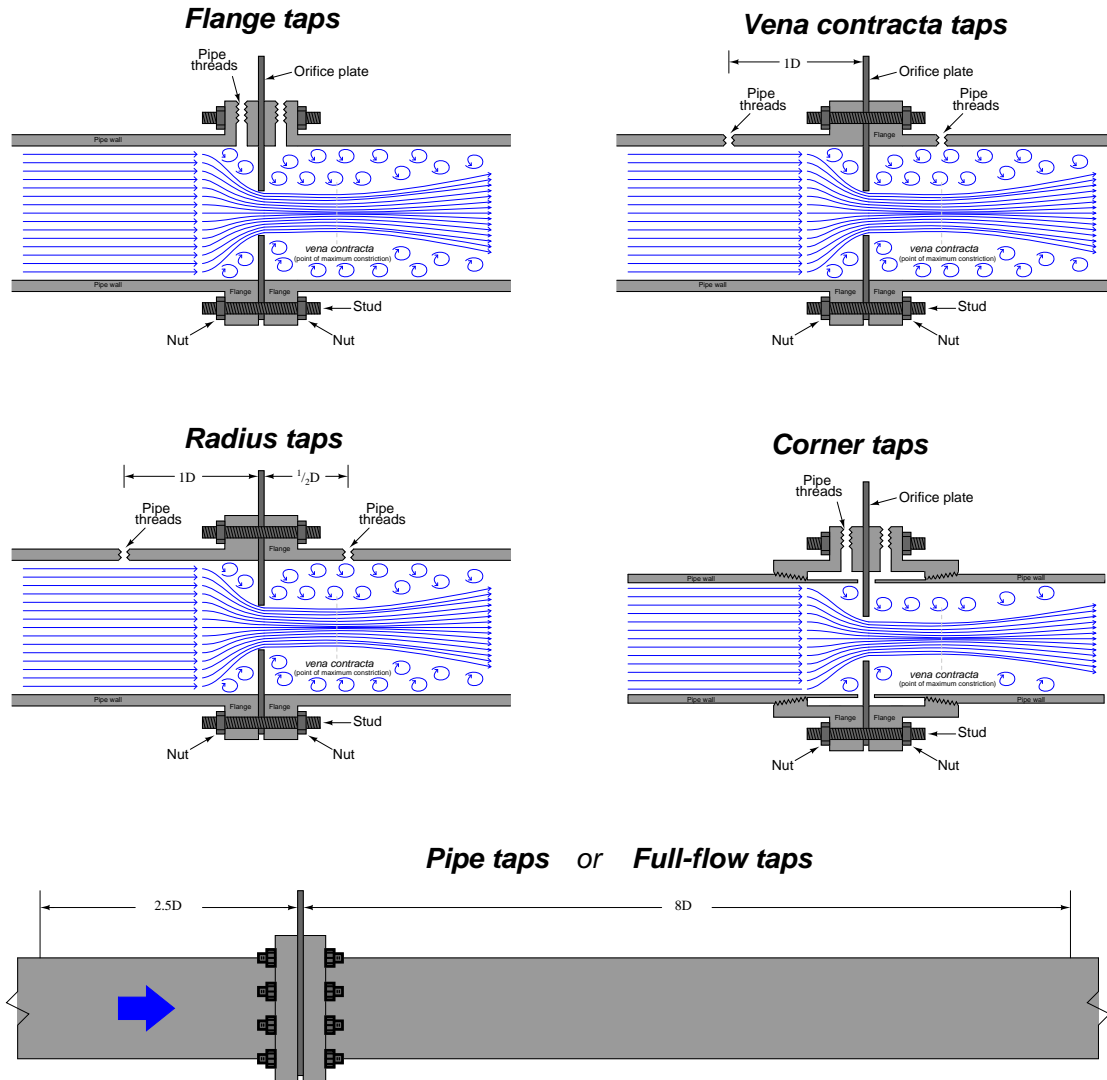 Flange taps
Pipe
threads
Orifice plate
Pipe wall
vena contracta
(point of maximum constriction)
Pipe wall
Flange
Flange
Stud
Nut
Nut
Vena contracta taps
1D
Orifice plate
Pipe
threads
Pipe
threads
Flange
vena contracta
(point of maximum constriction)
Pipe wall
Flange
Flange
Stud
Nut
Nut
Radius taps
1D
1/2D
Pipe
threads
Pipe
threads
Flange
vena contracta
(point of maximum constriction)
Pipe wall
Flange
Flange
Stud
Nut
Nut
Corner taps
Pipe
threads
Orifice plate
Pipe wall
Pipe wall
vena contracta
(point of maximum constriction)
Pipe wall
Pipe wall
Flange
Flange
Stud
Nut
Nut
Pipe taps or Full-flow taps
2.5D
8D